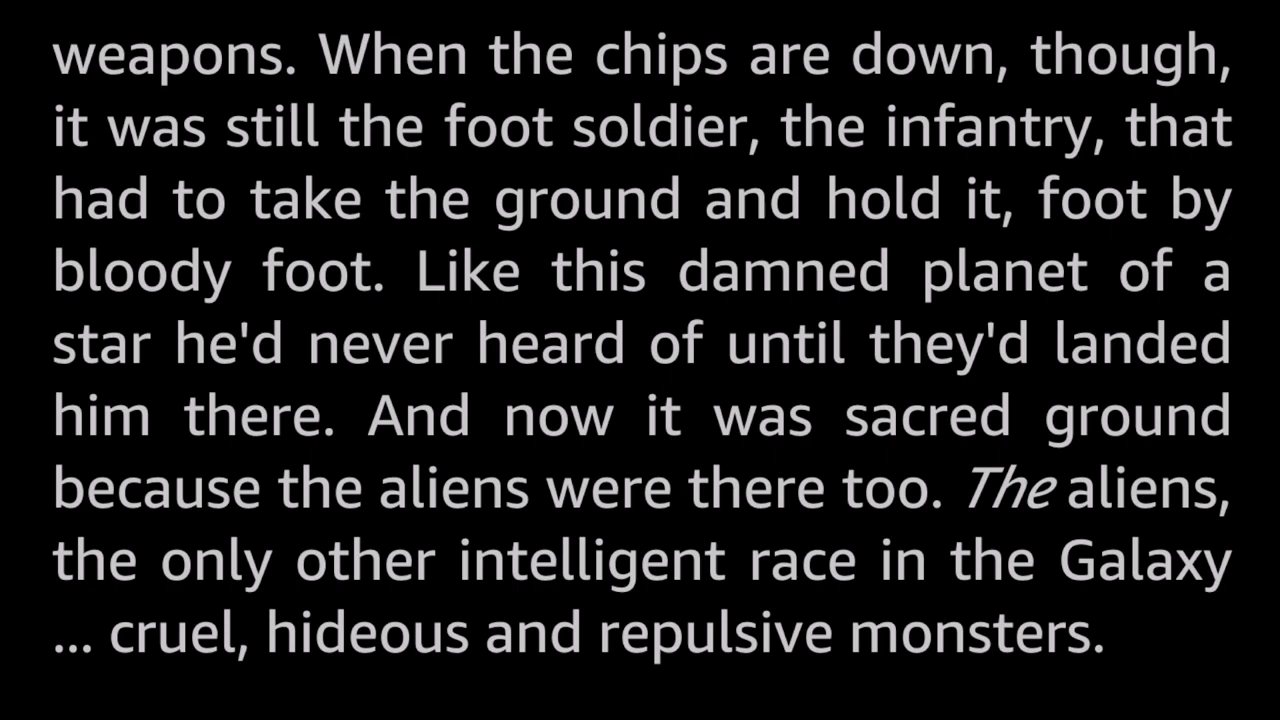 weapons. When the chips are down, though,
it was still the foot soldier, the infantry, that
had to take the ground and hold it, foot by
bloody foot. Like this damned planet of a
star he'd never heard of until they'd landed
him there. And now it was sacred ground
because the aliens were there too. The aliens,
the only other intelligent race in the Galaxy
... cruel, hideous and repulsive monsters.